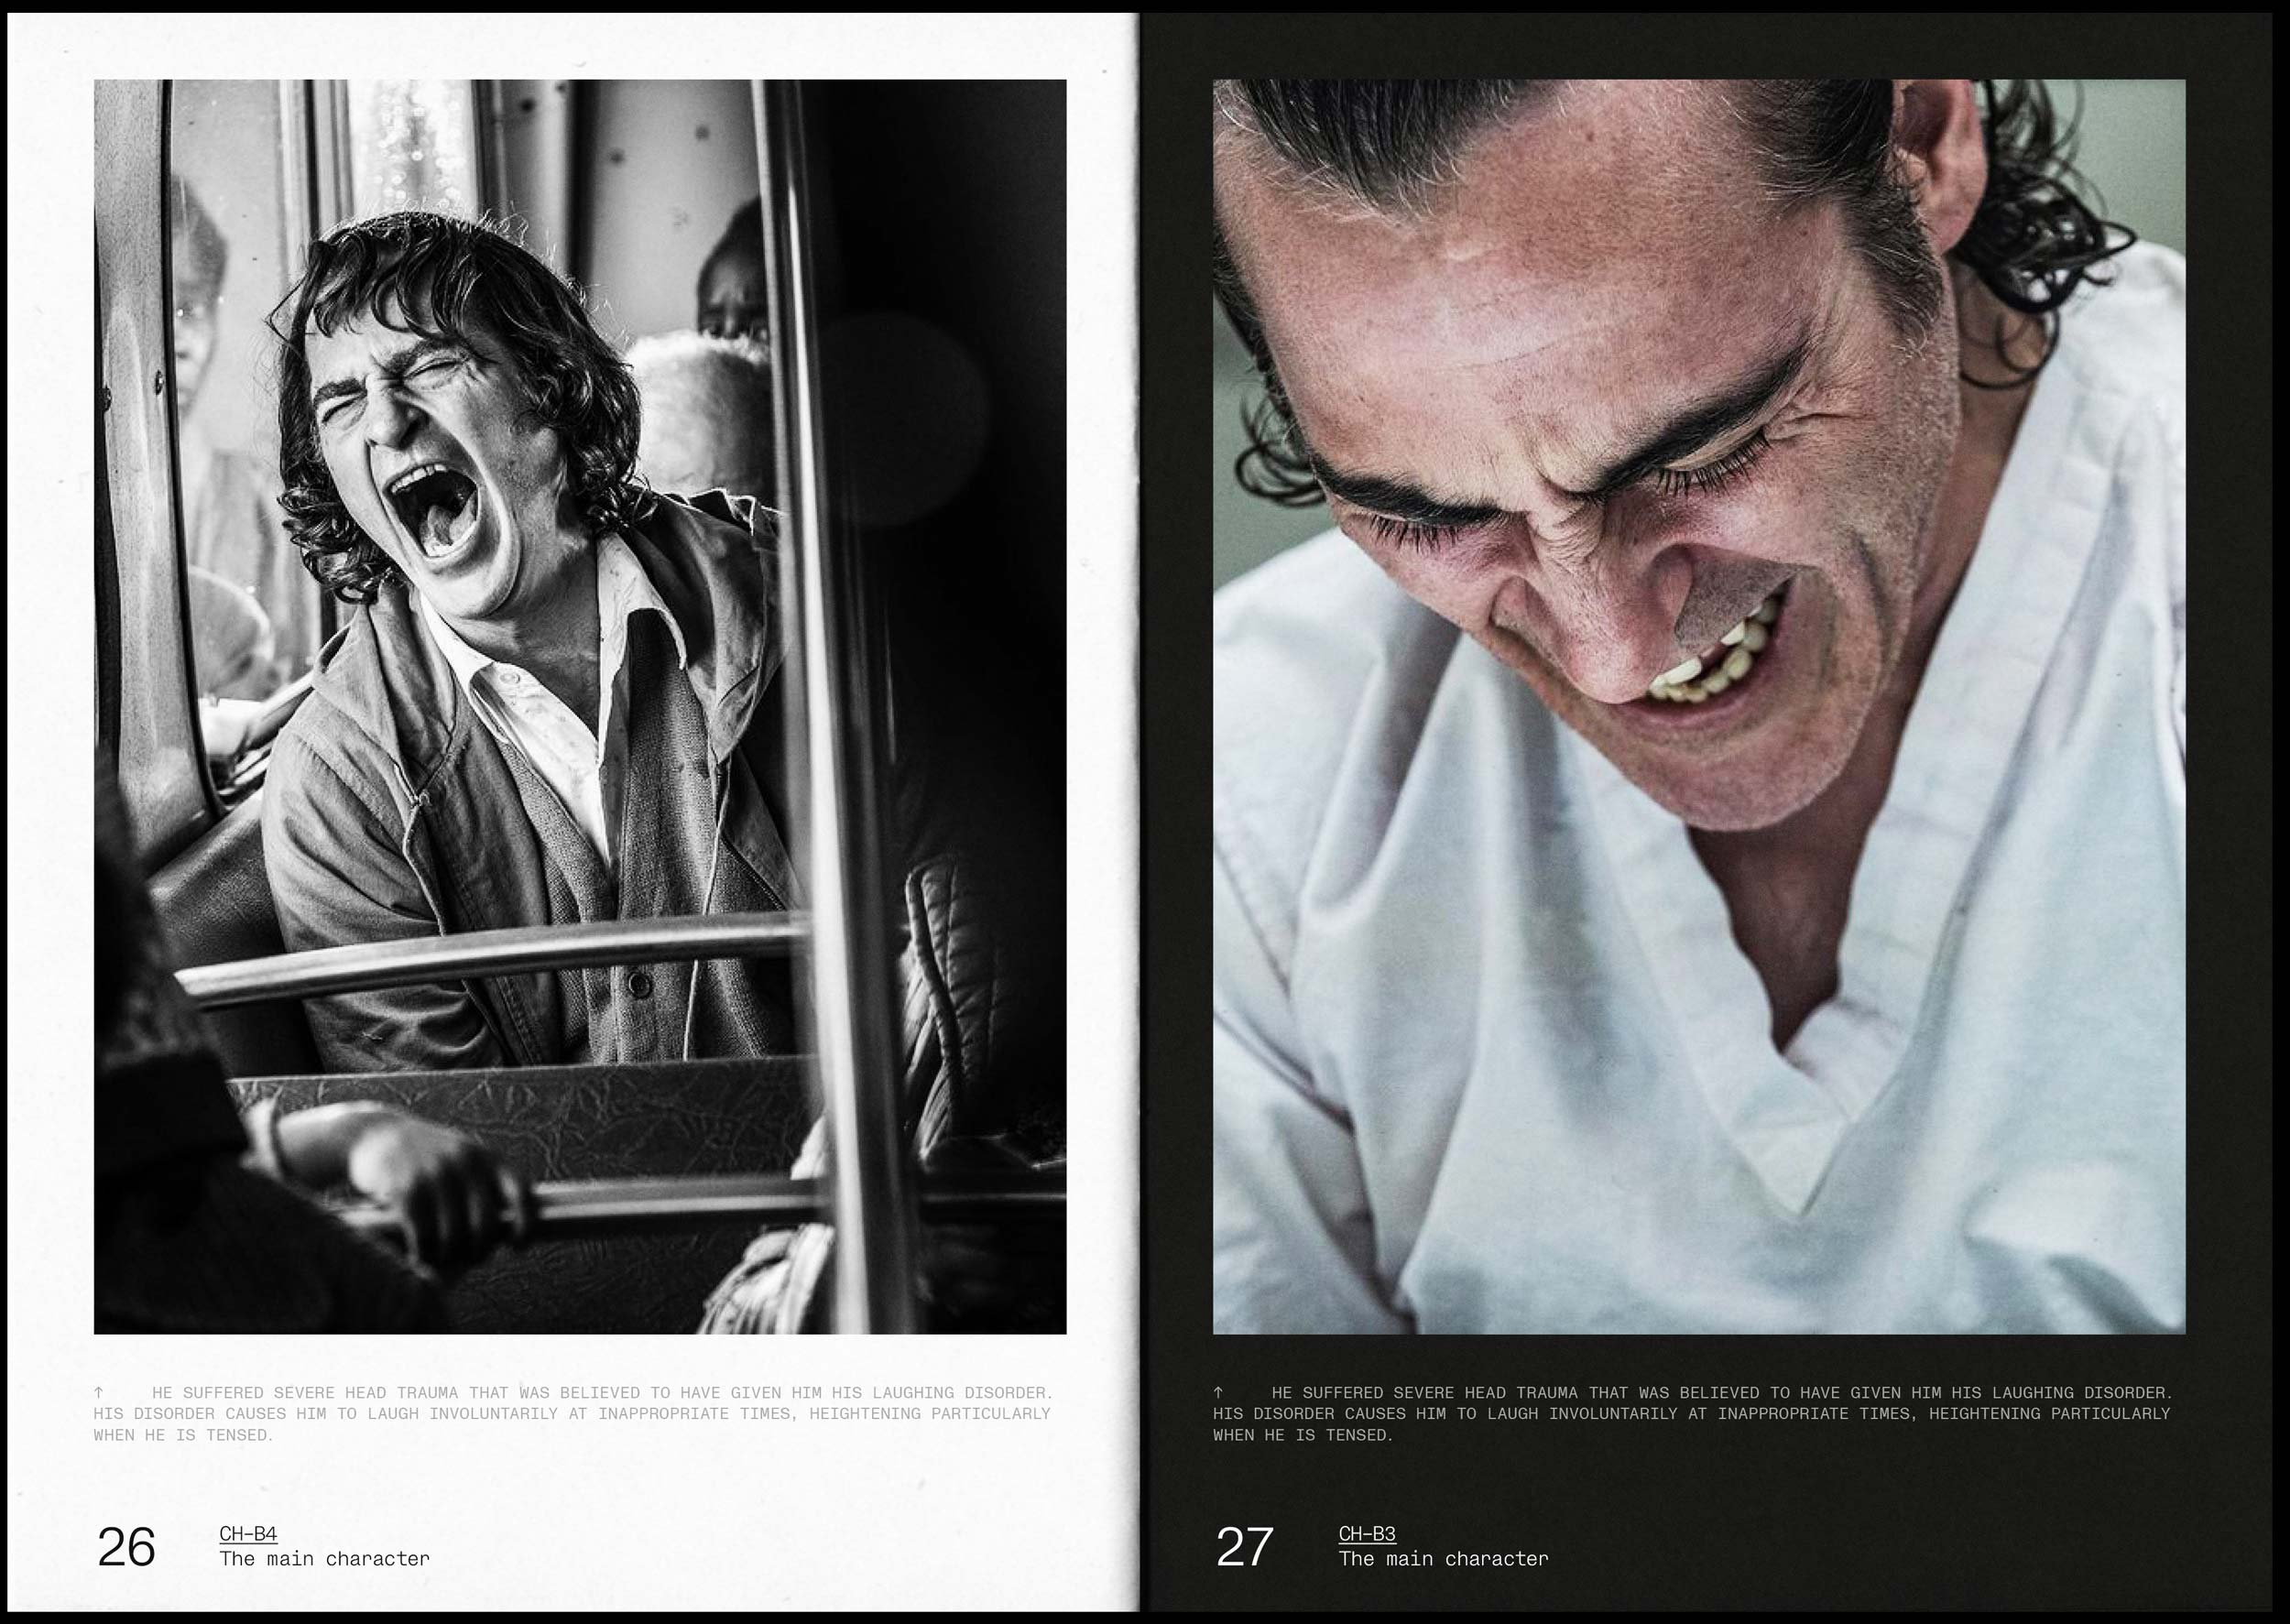 ↑ HE SUFFERED SEVERE HEAD TRAUMA THAT WAS BELIEVED TO HAVE GIVEN HIM HIS LAUGHING DISORDER.
HIS DISORDER CAUSES HIM TO LAUGH INVOLUNTARILY AT INAPPROPRIATE TIMES, HEIGHTENING PARTICULARLY
WHEN HE IS TENSED.
26
CH-B4
The main character
↑ HE SUFFERED SEVERE HEAD TRAUMA THAT WAS BELIEVED TO HAVE GIVEN HIM HIS LAUGHING DISORDER.
HIS DISORDER CAUSES HIM TO LAUGH INVOLUNTARILY AT INAPPROPRIATE TIMES, HEIGHTENING PARTICULARLY
WHEN HE IS TENSED.
27
CH-B3
The main character